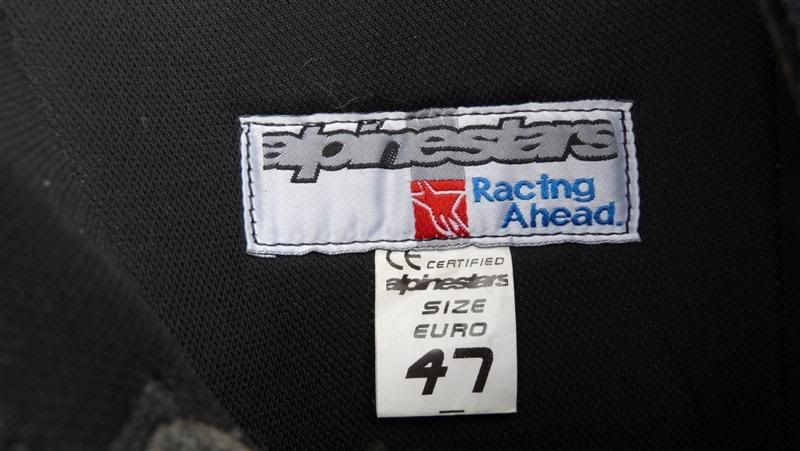 alpinestars
Racing
Ahead.
CE CERTIFIED
alpinestars
SIZE
EURO
47